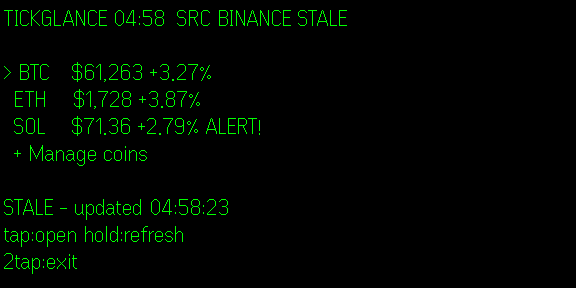 TICKGLANCE 04:58 SRC BINANCE STALE
> BTC $61,263 +3.27%
ETH $1,728 +3.87%
SOL $71.36 +2.79% ALERT!
+ Manage coins
STALE - updated 04:58:23
tap:open hold:refresh
2tap:exit